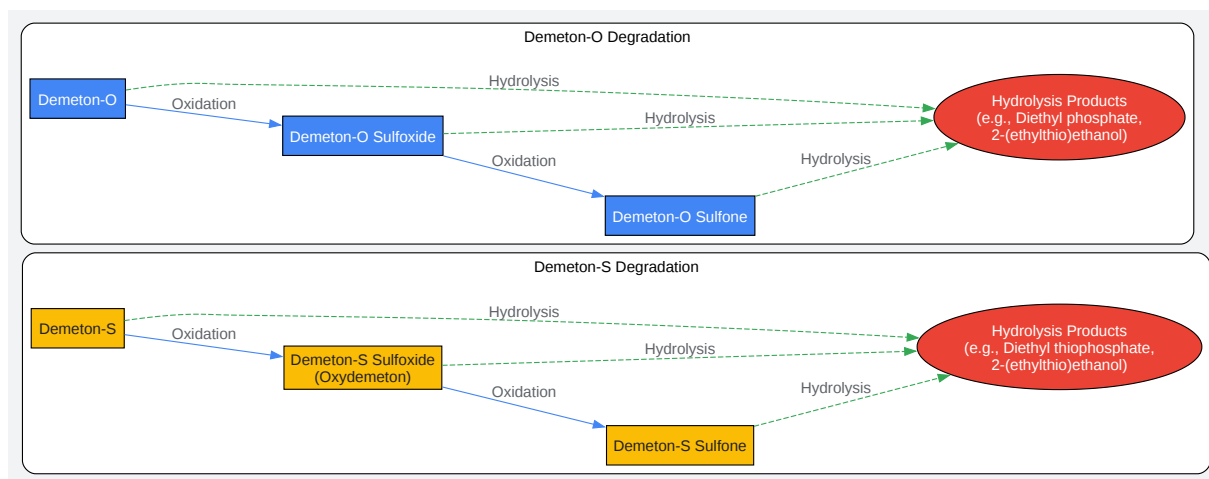 Demeton-O Degradation
Demeton-O
Oxidation
Hydrolysis
Demeton-O Sulfoxide
Hydrolysis
Oxidation
Demeton-O Sulfone
Hydrolysis
Hydrolysis Products
(e.g., Diethyl phosphate,
2-(ethylthio)ethanol)
Demeton-S Degradation
Demeton-S
Oxidation
Hydrolysis
Demeton-S Sulfoxide
(Oxydemeton)
Hydrolysis
Oxidation
Demeton-S Sulfone
Hydrolysis
Hydrolysis Products
(e.g., Diethyl thiophosphate,
2-(ethylthio)ethanol)